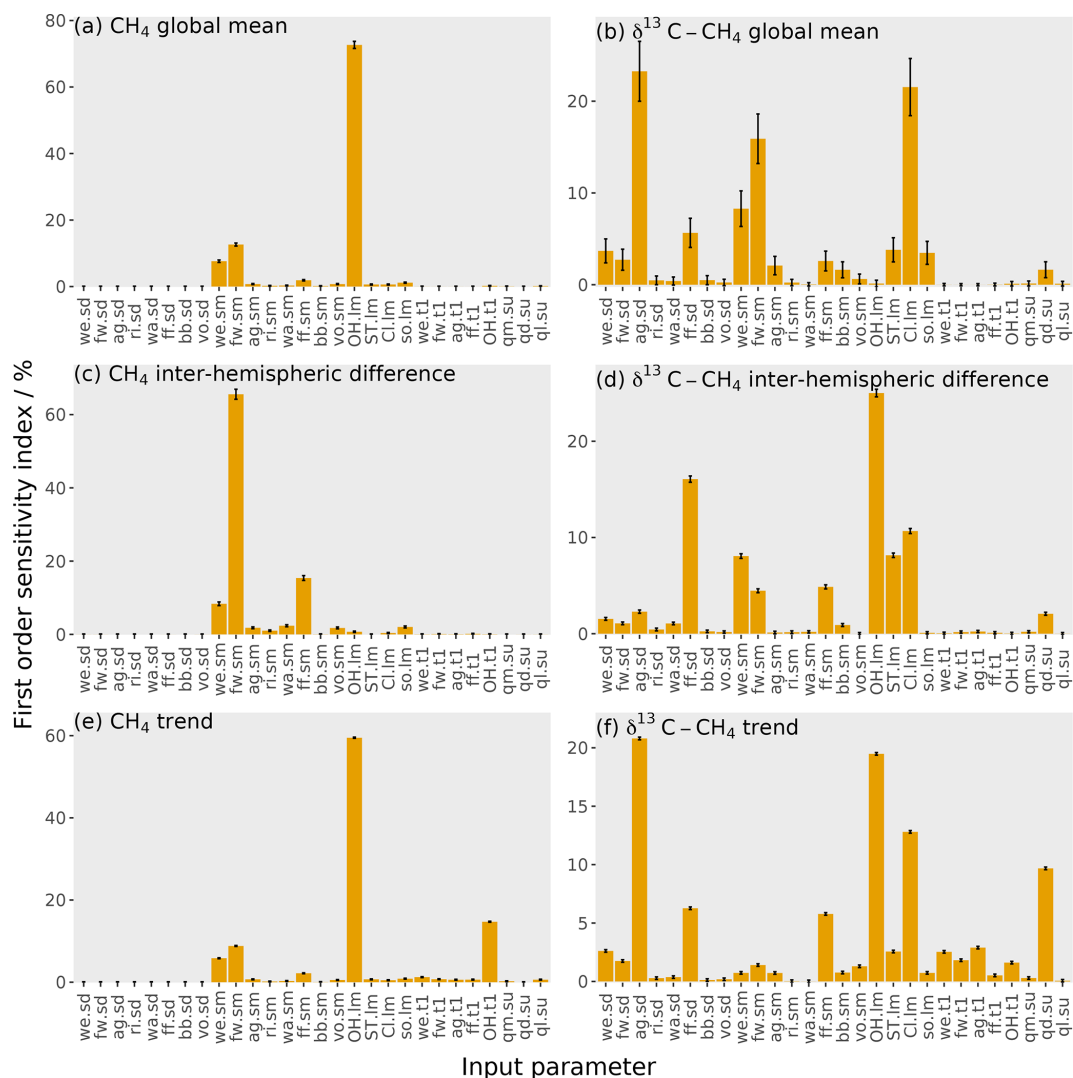 (a) CH₄ global mean
80
60
40
20
0
we.sd fw.sd ag.sd ri.sd wa.sd ff.sd bb.sd vo.sd we.sm fw.sm ag.sm ri.sm wa.sm ff.sm bb.sm vo.sm OH.lm ST.lm Cl.lm so.lm we.t1 fw.t1 ag.t1 ff.t1 OH.t1 qm.su qd.su ql.su
(b) δ¹³ C – CH₄ global mean
20
10
0
we.sd fw.sd ag.sd ri.sd wa.sd ff.sd bb.sd vo.sd we.sm fw.sm ag.sm ri.sm wa.sm ff.sm bb.sm vo.sm OH.lm ST.lm Cl.lm so.lm we.t1 fw.t1 ag.t1 ff.t1 OH.t1 qm.su qd.su ql.su
First order sensitivity index / %
(c) CH₄ inter-hemispheric difference
60
40
20
0
we.sd fw.sd ag.sd ri.sd wa.sd ff.sd bb.sd vo.sd we.sm fw.sm ag.sm ri.sm wa.sm ff.sm bb.sm vo.sm OH.lm ST.lm Cl.lm so.lm we.t1 fw.t1 ag.t1 ff.t1 OH.t1 qm.su qd.su ql.su
(d) δ¹³ C – CH₄ inter-hemispheric difference
20
10
0
we.sd fw.sd ag.sd ri.sd wa.sd ff.sd bb.sd vo.sd we.sm fw.sm ag.sm ri.sm wa.sm ff.sm bb.sm vo.sm OH.lm ST.lm Cl.lm so.lm we.t1 fw.t1 ag.t1 ff.t1 OH.t1 qm.su qd.su ql.su
(e) CH₄ trend
60
40
20
0
we.sd fw.sd ag.sd ri.sd wa.sd ff.sd bb.sd vo.sd we.sm fw.sm ag.sm ri.sm wa.sm ff.sm bb.sm vo.sm OH.lm ST.lm Cl.lm so.lm we.t1 fw.t1 ag.t1 ff.t1 OH.t1 qm.su qd.su ql.su
(f) δ¹³ C – CH₄ trend
20
15
10
5
0
we.sd fw.sd ag.sd ri.sd wa.sd ff.sd bb.sd vo.sd we.sm fw.sm ag.sm ri.sm wa.sm ff.sm bb.sm vo.sm OH.lm ST.lm Cl.lm so.lm we.t1 fw.t1 ag.t1 ff.t1 OH.t1 qm.su qd.su ql.su
Input parameter